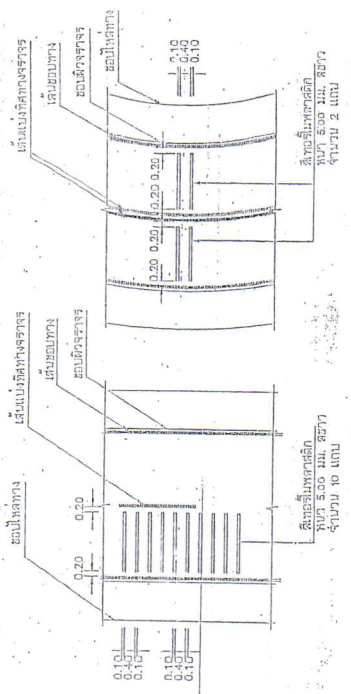 เส้นแบ่งทิศทางจราจร
เส้นขอบทาง
ขอบผิวจราจร
ขอบไหล่ทาง
0.10
0.40
0.10
0.20
0.20
0.20
0.20
สีเทอร์โมพลาสติก
หนา 5.00 มม. สีขาว
จำนวน 2 แถบ
ขอบไหล่ทาง
เส้นแบ่งทิศทางจราจร
เส้นขอบทาง
ขอบผิวจราจร
0.20
0.20
0.10
0.40
0.10
0.10
0.40
0.10
สีเทอร์โมพลาสติก
หนา 5.00 มม. สีขาว
จำนวน 10 แถบ